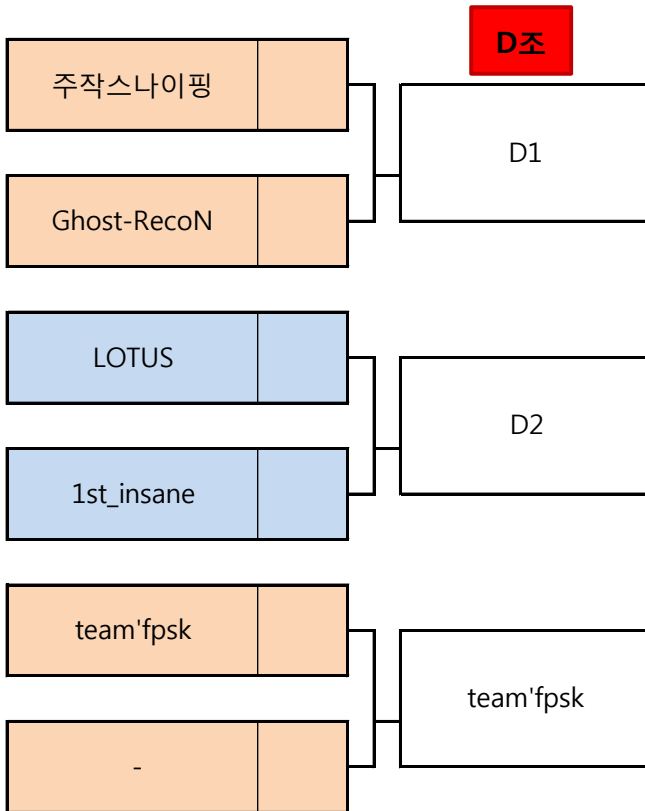 D조
주작스나이핑
D1
Ghost-RecoN
LOTUS
D2
1st_insane
team'fpsk
team'fpsk
-